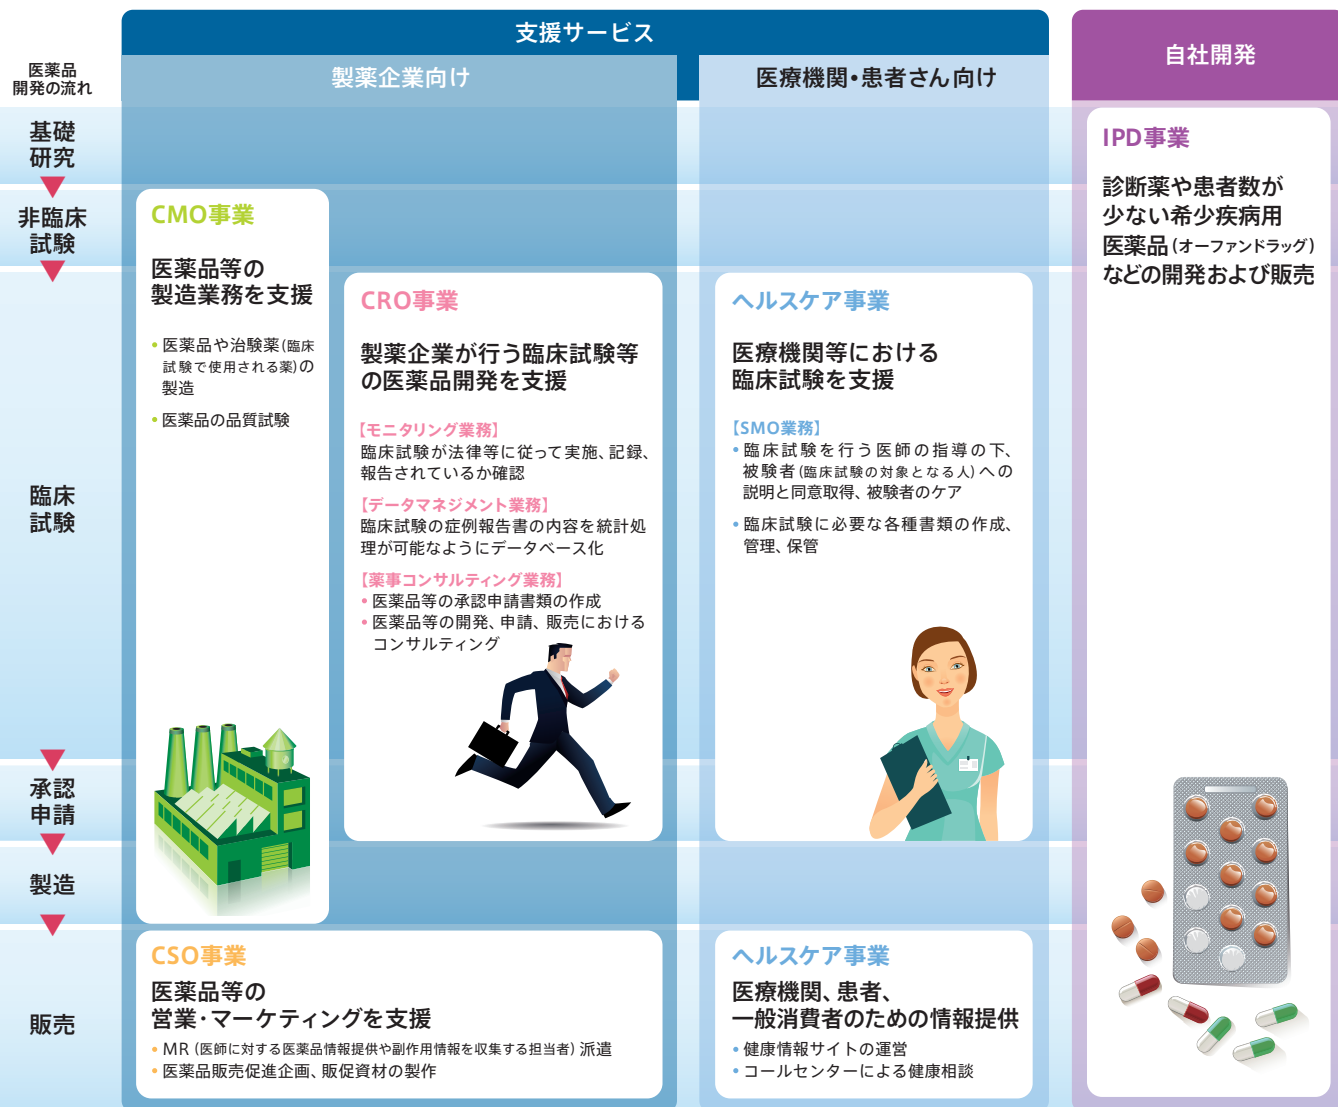 支援サービス
自社開発
製薬企業向け
医療機関・患者さん向け
医薬品
開発の流れ
基礎
研究
非臨床
試験
臨床
試験
承認
申請
製造
販売
CMO事業
医薬品等の
製造業務を支援
• 医薬品や治験薬(臨床
試験で使用される薬)の
製造
• 医薬品の品質試験
CRO事業
製薬企業が行う臨床試験等
の医薬品開発を支援
【モニタリング業務】
臨床試験が法律等に従って実施、記録、
報告されているか確認
【データマネジメント業務】
臨床試験の症例報告書の内容を統計処
理が可能なようにデータベース化
【薬事コンサルティング業務】
• 医薬品等の承認申請書類の作成
• 医薬品等の開発、申請、販売における
コンサルティング
ヘルスケア事業
医療機関等における
臨床試験を支援
【SMO業務】
• 臨床試験を行う医師の指導の下、
被験者(臨床試験の対象となる人)への
説明と同意取得、被験者のケア
• 臨床試験に必要な各種書類の作成、
管理、保管
IPD事業
診断薬や患者数が
少ない希少疾病用
医薬品(オーファンドラッグ)
などの開発および販売
CSO事業
医薬品等の
営業・マーケティングを支援
• MR(医師に対する医薬品情報提供や副作用情報を収集する担当者)派遣
• 医薬品販売促進企画、販促資材の製作
ヘルスケア事業
医療機関、患者、
一般消費者のための情報提供
• 健康情報サイトの運営
• コールセンターによる健康相談